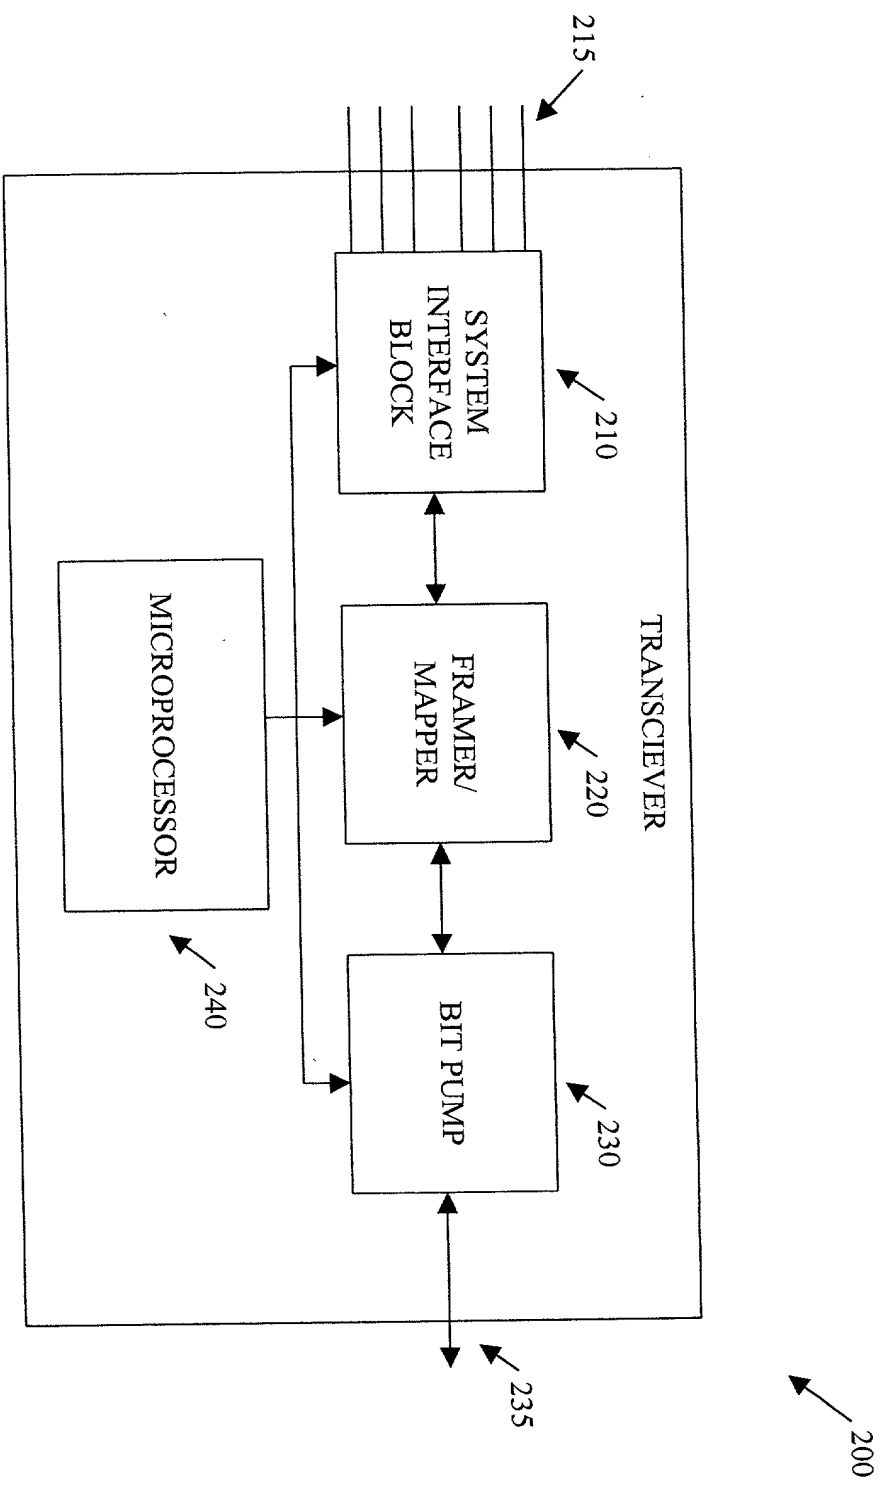 200
TRANSCIEVER
215
210
220
230
235
SYSTEM
INTERFACE
BLOCK
FRAMER/
MAPPER
BIT PUMP
MICROPROCESSOR
240